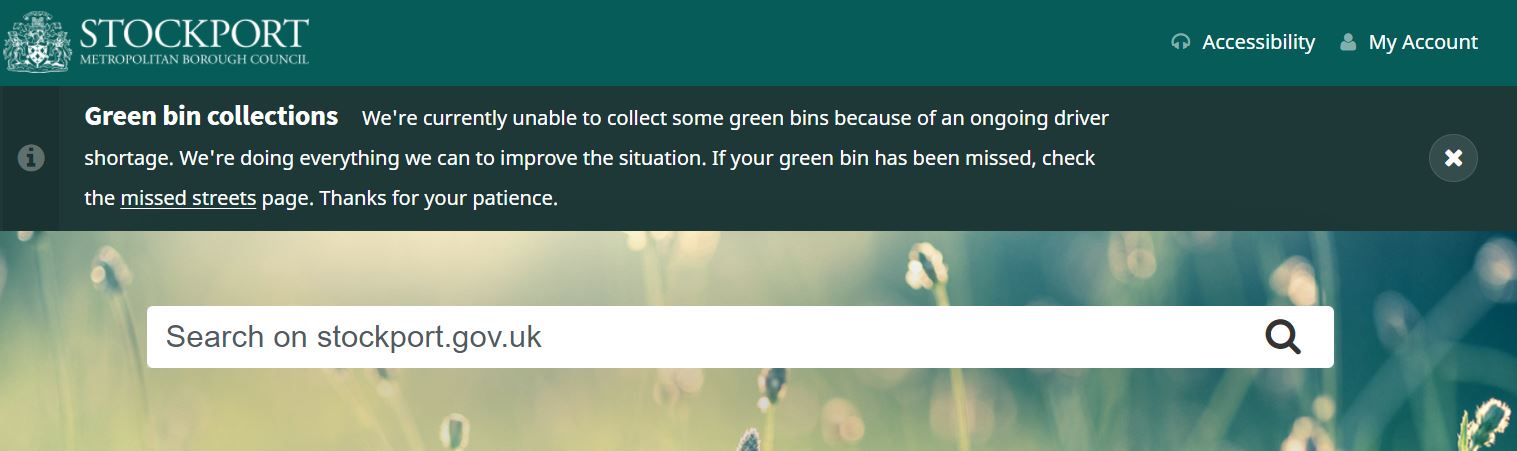 STOCKPORT
METROPOLITAN BOROUGH COUNCIL
Accessibility My Account
Green bin collections We're currently unable to collect some green bins because of an ongoing driver
shortage. We're doing everything we can to improve the situation. If your green bin has been missed, check
the missed streets page. Thanks for your patience.
Search on stockport.gov.uk